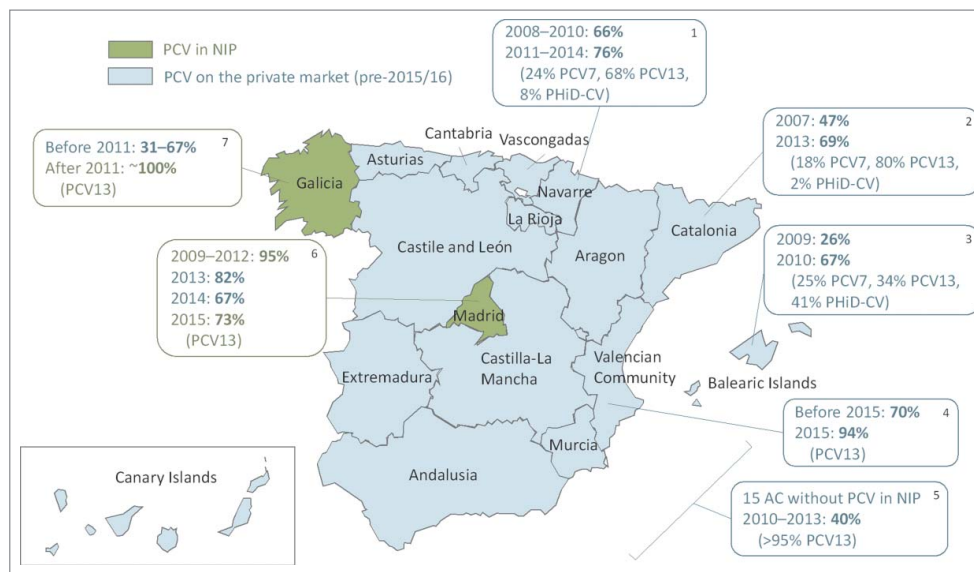 PCV in NIP
PCV on the private market (pre-2015/16)
2008–2010: 66% 1
2011–2014: 76%
(24% PCV7, 68% PCV13,
8% PHiD-CV)
2007: 47% 2
2013: 69%
(18% PCV7, 80% PCV13,
2% PHiD-CV)
Before 2011: 31–67% 7
After 2011: ~100%
(PCV13)
Cantabria
Vascongadas
Asturias
Galicia
Navarre
La Rioja
Catalonia
Castile and León
Aragon
2009: 26% 3
2010: 67%
(25% PCV7, 34% PCV13,
41% PHiD-CV)
2009–2012: 95% 6
2013: 82%
2014: 67%
2015: 73%
(PCV13)
Madrid
Castilla-La
Mancha
Valencian
Community
Extremadura
Balearic Islands
Before 2015: 70% 4
2015: 94%
(PCV13)
Murcia
Andalusia
Canary Islands
15 AC without PCV in NIP 5
2010–2013: 40%
(>95% PCV13)